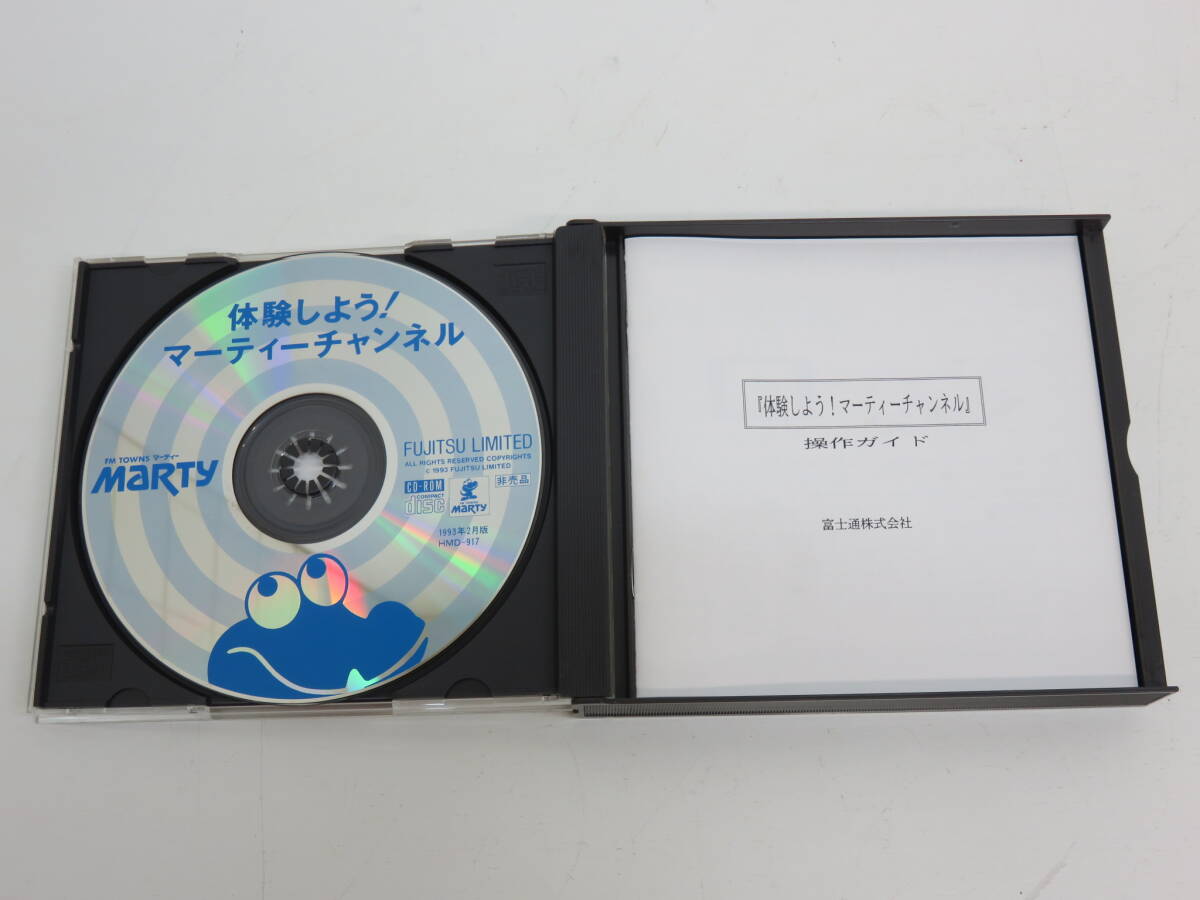 体験しよう!
マーティーチャンネル
FM TOWNS マーティー
MARTY
FUJITSU LIMITED
ALL RIGHTS RESERVED COPYRIGHTS
© 1993 FUJITSU LIMITED
CD-ROM
COMPACT
disc
FM TOWNS
MARTY
非売品
1993年2月版
HMD-917
『体験しよう!マーティーチャンネル』
操作ガイド
富士通株式会社